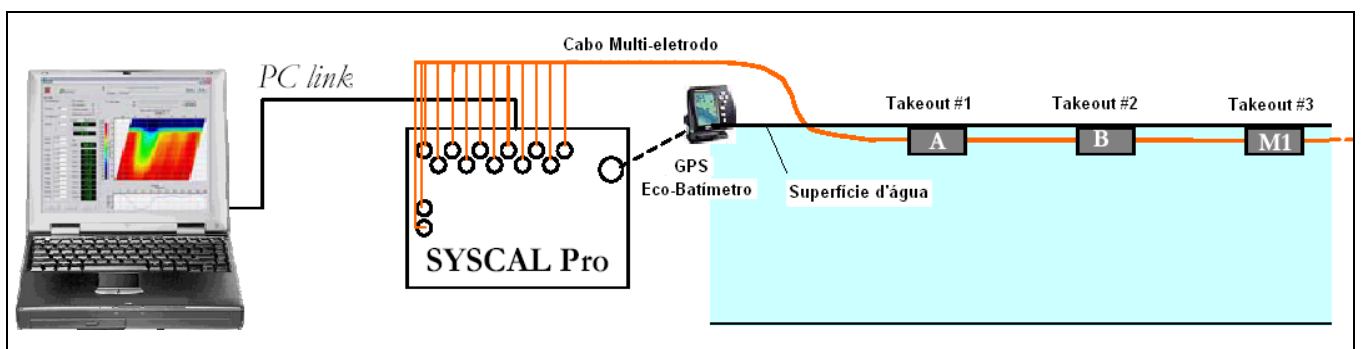 Cabo Multi-eletrodo
PC link
Takeout #1
Takeout #2
Takeout #3
A
B
M1
GPS
Eco-Batímetro
Superfície d'água
SYSCAL Pro